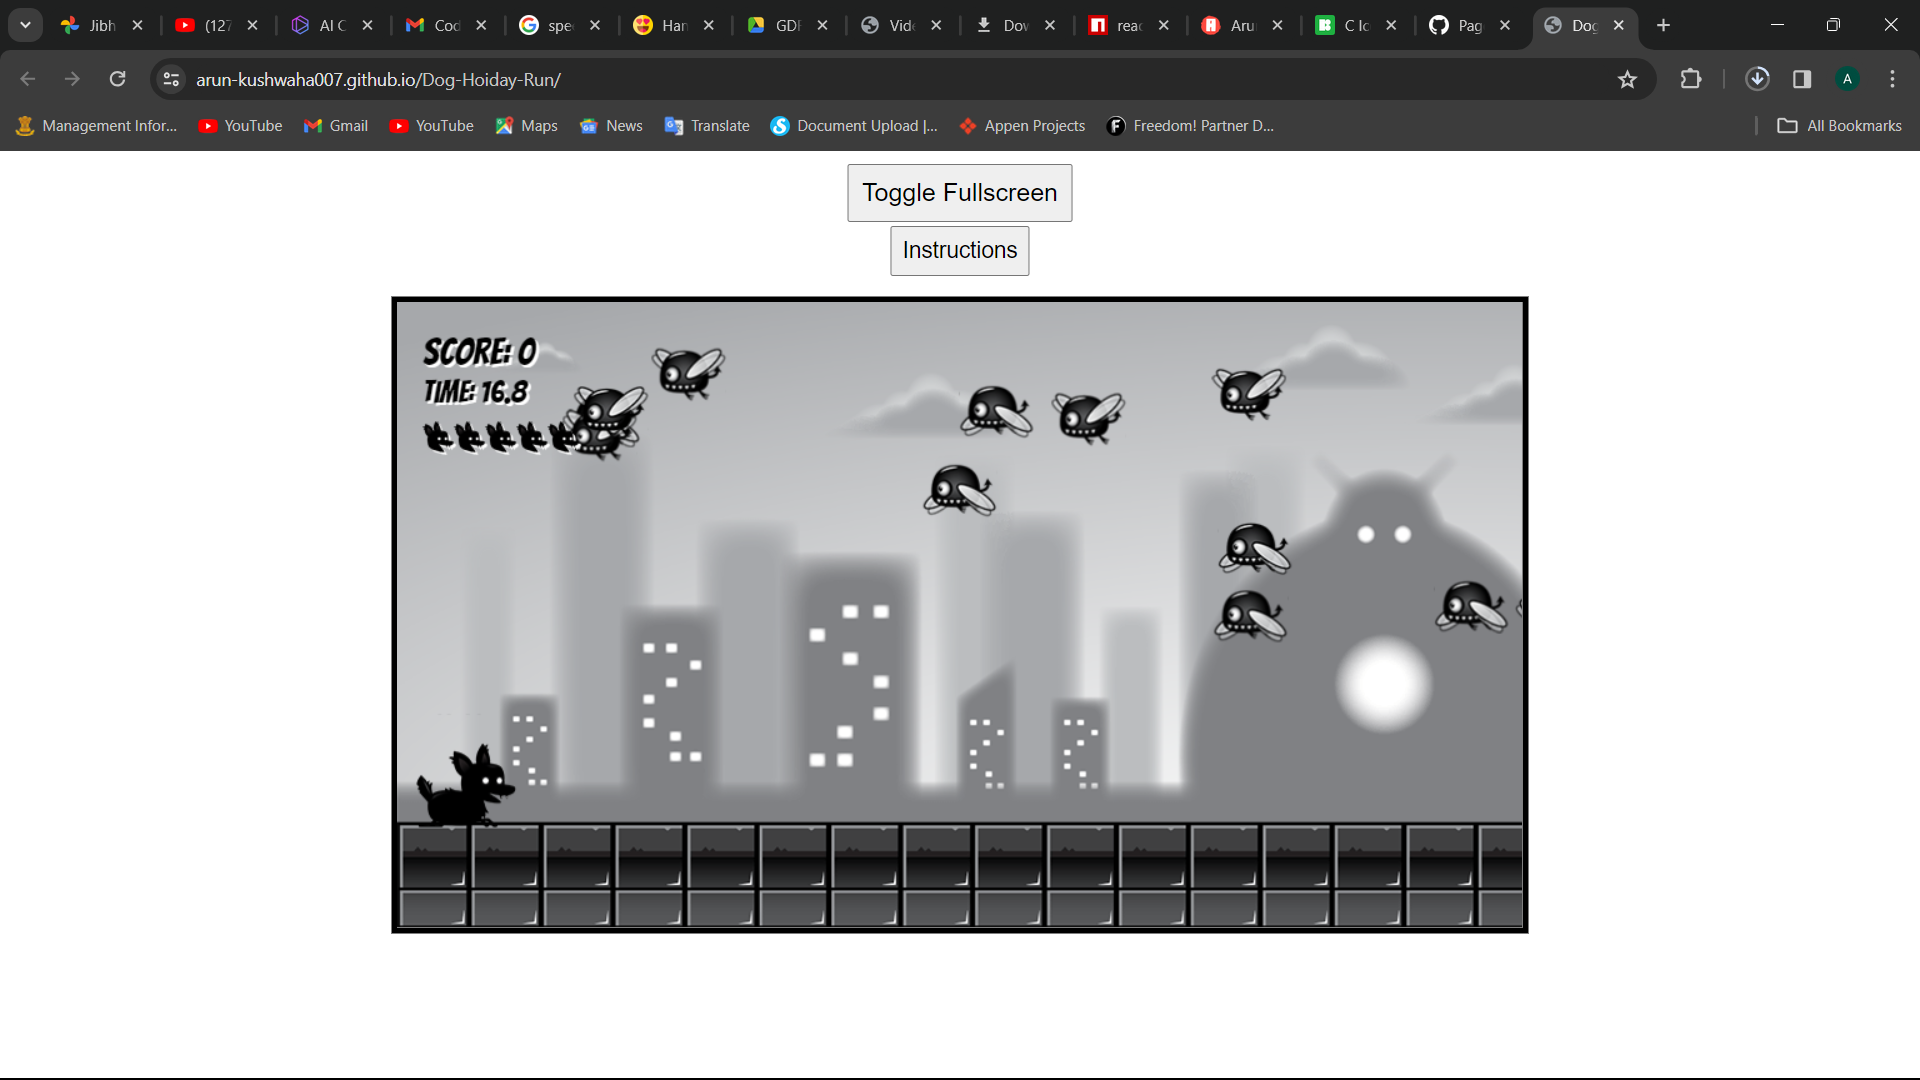 Jibh
(127
AI C
Cod
spe
Han
GDF
Vid
Dov
n
reac
Aru
C Ic
Pag
Dog
arun-kushwaha007.github.io/Dog-Hoiday-Run/
A
Management Infor...
YouTube
Gmail
YouTube
Maps
News
Translate
Document Upload |...
Appen Projects
Freedom! Partner D...
All Bookmarks
Toggle Fullscreen
Instructions
SCORE: 0
TIME: 16.8